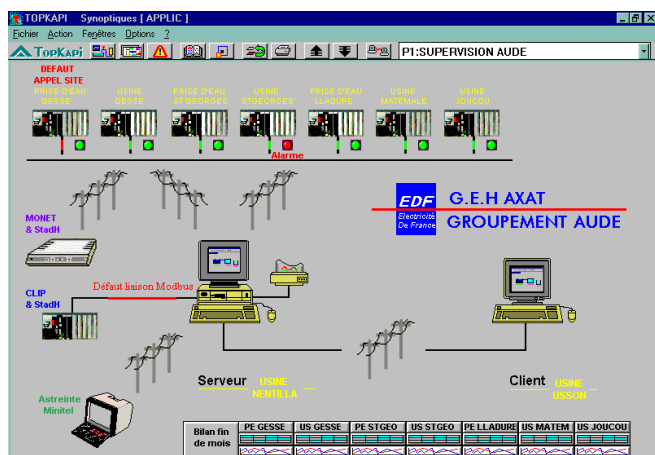 TOPKAPI Synoptiques [ APPLIC ]
Fichier Action Fenêtres Options ?
TOPKAPI
P1:SUPERVISION AUDE
DEFAUT
APPEL SITE
PRISE D'EAU
GESSE
USINE
GESSE
PRISE D'EAU
ST.GEORGES
USINE
STGEORGES
PRISE D'EAU
LLADURE
USINE
MATEMALE
USINE
JOUCOU
Alarme
EDF
Electricité
De France
G.E.H AXAT
GROUPEMENT AUDE
MONET
& StadH
Défaut liaison Modbus
CLIP
& StadH
Serveur USINE
NENTILLA
Client USINE
USSON
Astreinte
Minitel
Bilan fin
de mois
PE GESSE US GESSE PE STGEO US STGEO PE LLADURE US MATEM US JOUCOU